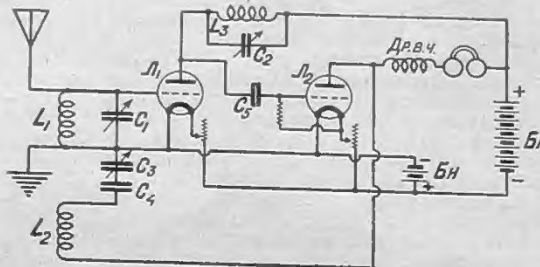 L₃
C₂
Л₁
Л₂
Др.в.ч.
L₁
C₁
C₅
+
C₃
C₄
-
Бн
+
-
L₂